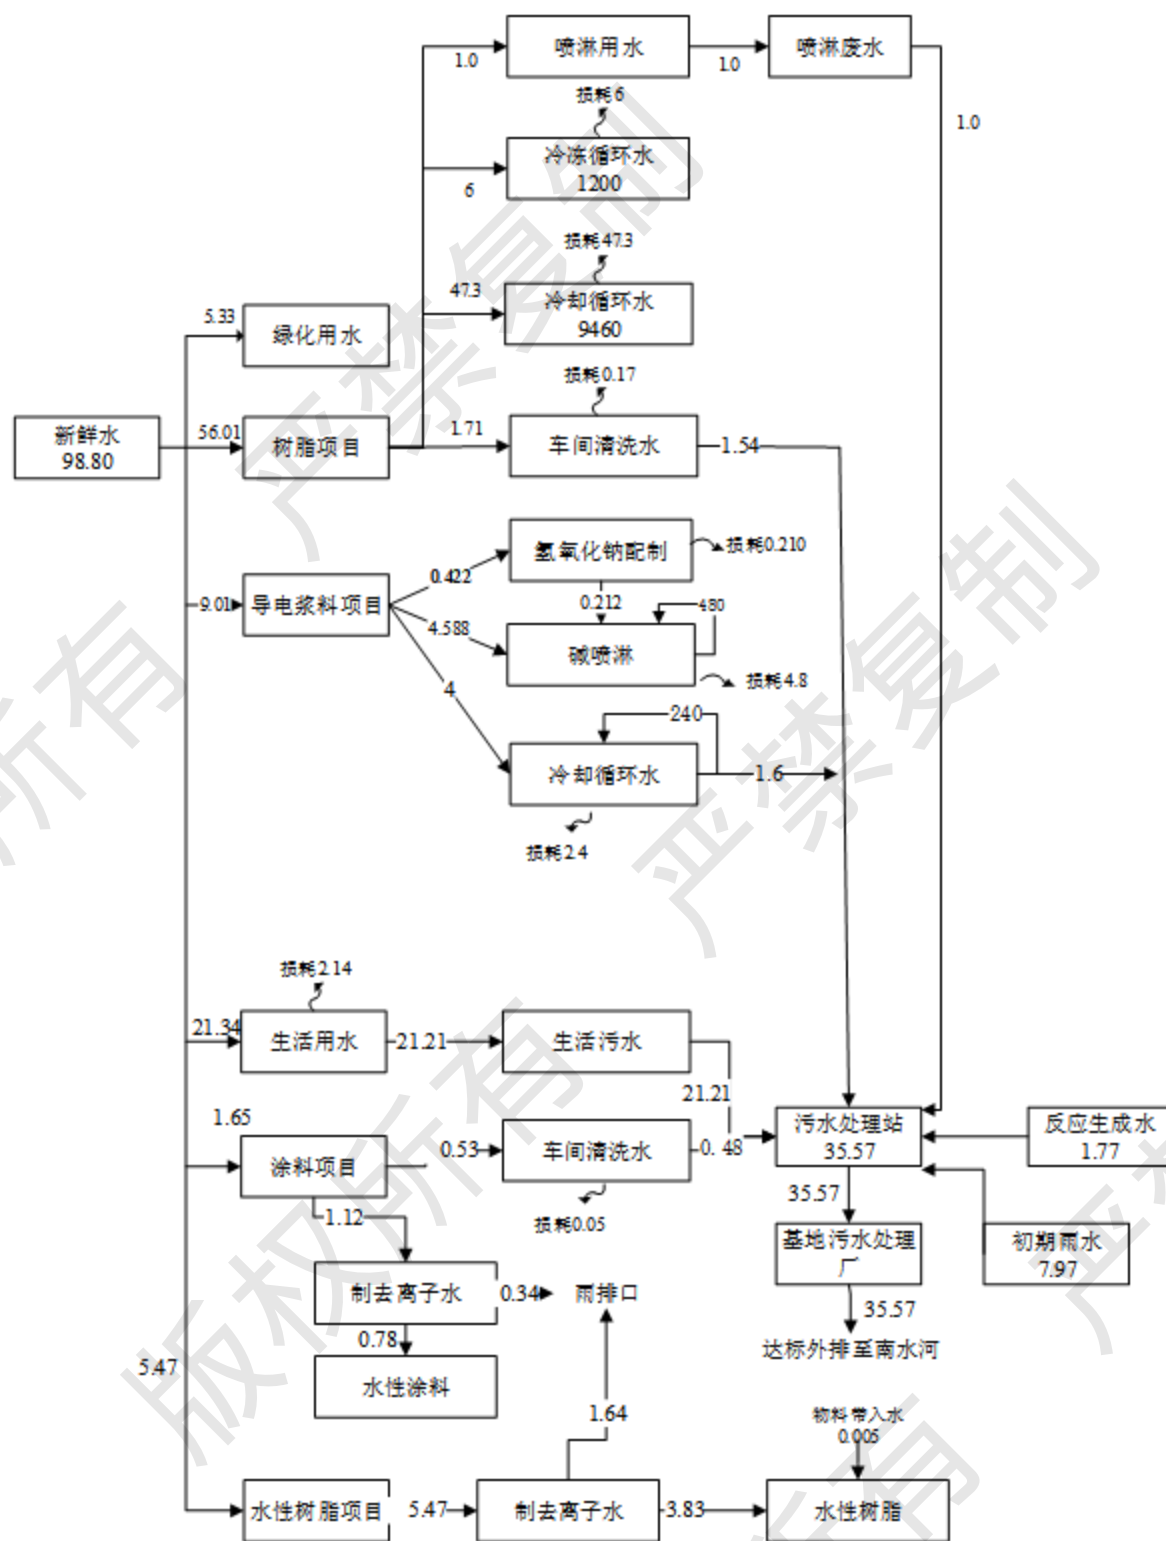 喷淋用水
喷淋废水
1.0
1.0
1.0
损耗6
冷冻循环水
1200
6
损耗47.3
47.3
冷却循环水
9460
5.33
绿化用水
损耗0.17
新鲜水
98.80
56.01
树脂项目
1.71
车间清洗水
1.54
氢氧化钠配制
损耗0.210
0.422
9.01
导电浆料项目
0.212
480
4.588
碱喷淋
损耗4.8
4
240
冷却循环水
1.6
损耗2.4
损耗2.14
21.34
生活用水
21.21
生活污水
21.21
1.65
污水处理站
35.57
反应生成水
1.77
涂料项目
0.53
车间清洗水
0.48
35.57
1.12
损耗0.05
基地污水处理
厂
初期雨水
7.97
制去离子水
0.34
雨排口
35.57
0.78
达标外排至南水河
5.47
水性涂料
1.64
物料带入水
0.005
水性树脂项目
5.47
制去离子水
3.83
水性树脂
严禁复制
严禁复制
版权所有
所有
所有
严禁